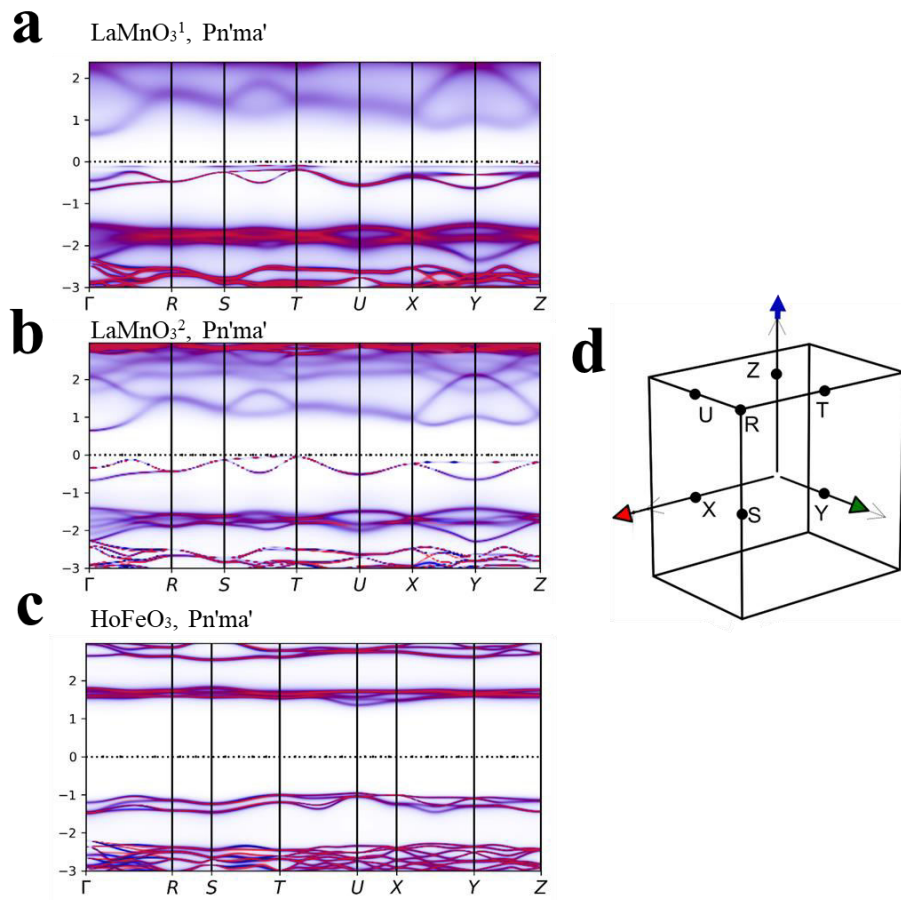 a
LaMnO₃¹, Pn'ma'
2
1
0
−1
−2
−3
Γ R S T U X Y Z
b
LaMnO₃², Pn'ma'
2
1
0
−1
−2
−3
Γ R S T U X Y Z
c
HoFeO₃, Pn'ma'
2
1
0
−1
−2
−3
Γ R S T U X Y Z
d
Z
U
R
T
X
S
Y